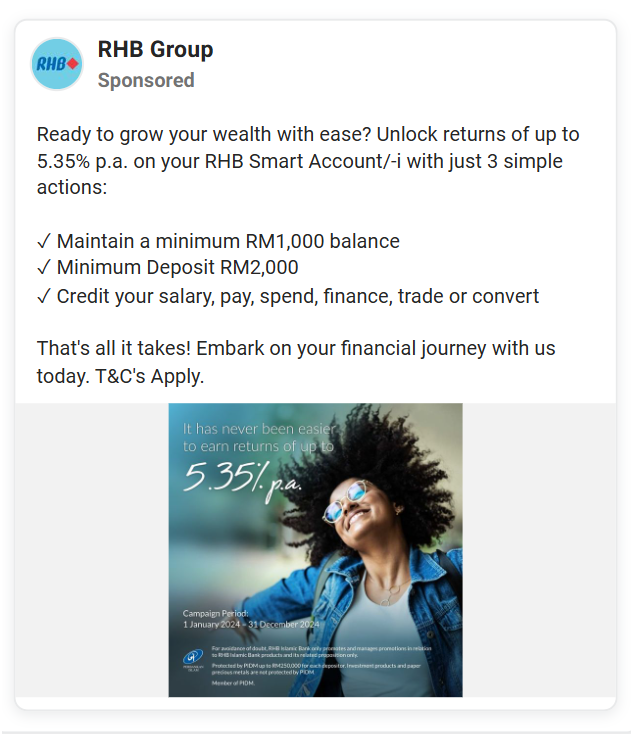 RHB
RHB Group
Sponsored
Ready to grow your wealth with ease? Unlock returns of up to
5.35% p.a. on your RHB Smart Account/-i with just 3 simple
actions:
✓ Maintain a minimum RM1,000 balance
✓ Minimum Deposit RM2,000
✓ Credit your salary, pay, spend, finance, trade or convert
That's all it takes! Embark on your financial journey with us
today. T&C's Apply.
It has never been easier
to earn returns of up to
5.35% p.a.
Campaign Period:
1 January 2024 – 31 December 2024
For avoidance of doubt, RHB Islamic Bank only promotes and manages promotions in relation
to RHB Islamic Bank products and its related proposition only.
Protected by PIDM up to RM250,000 for each depositor. Investment products and paper
precious metals are not protected by PIDM
Member of PIDM.